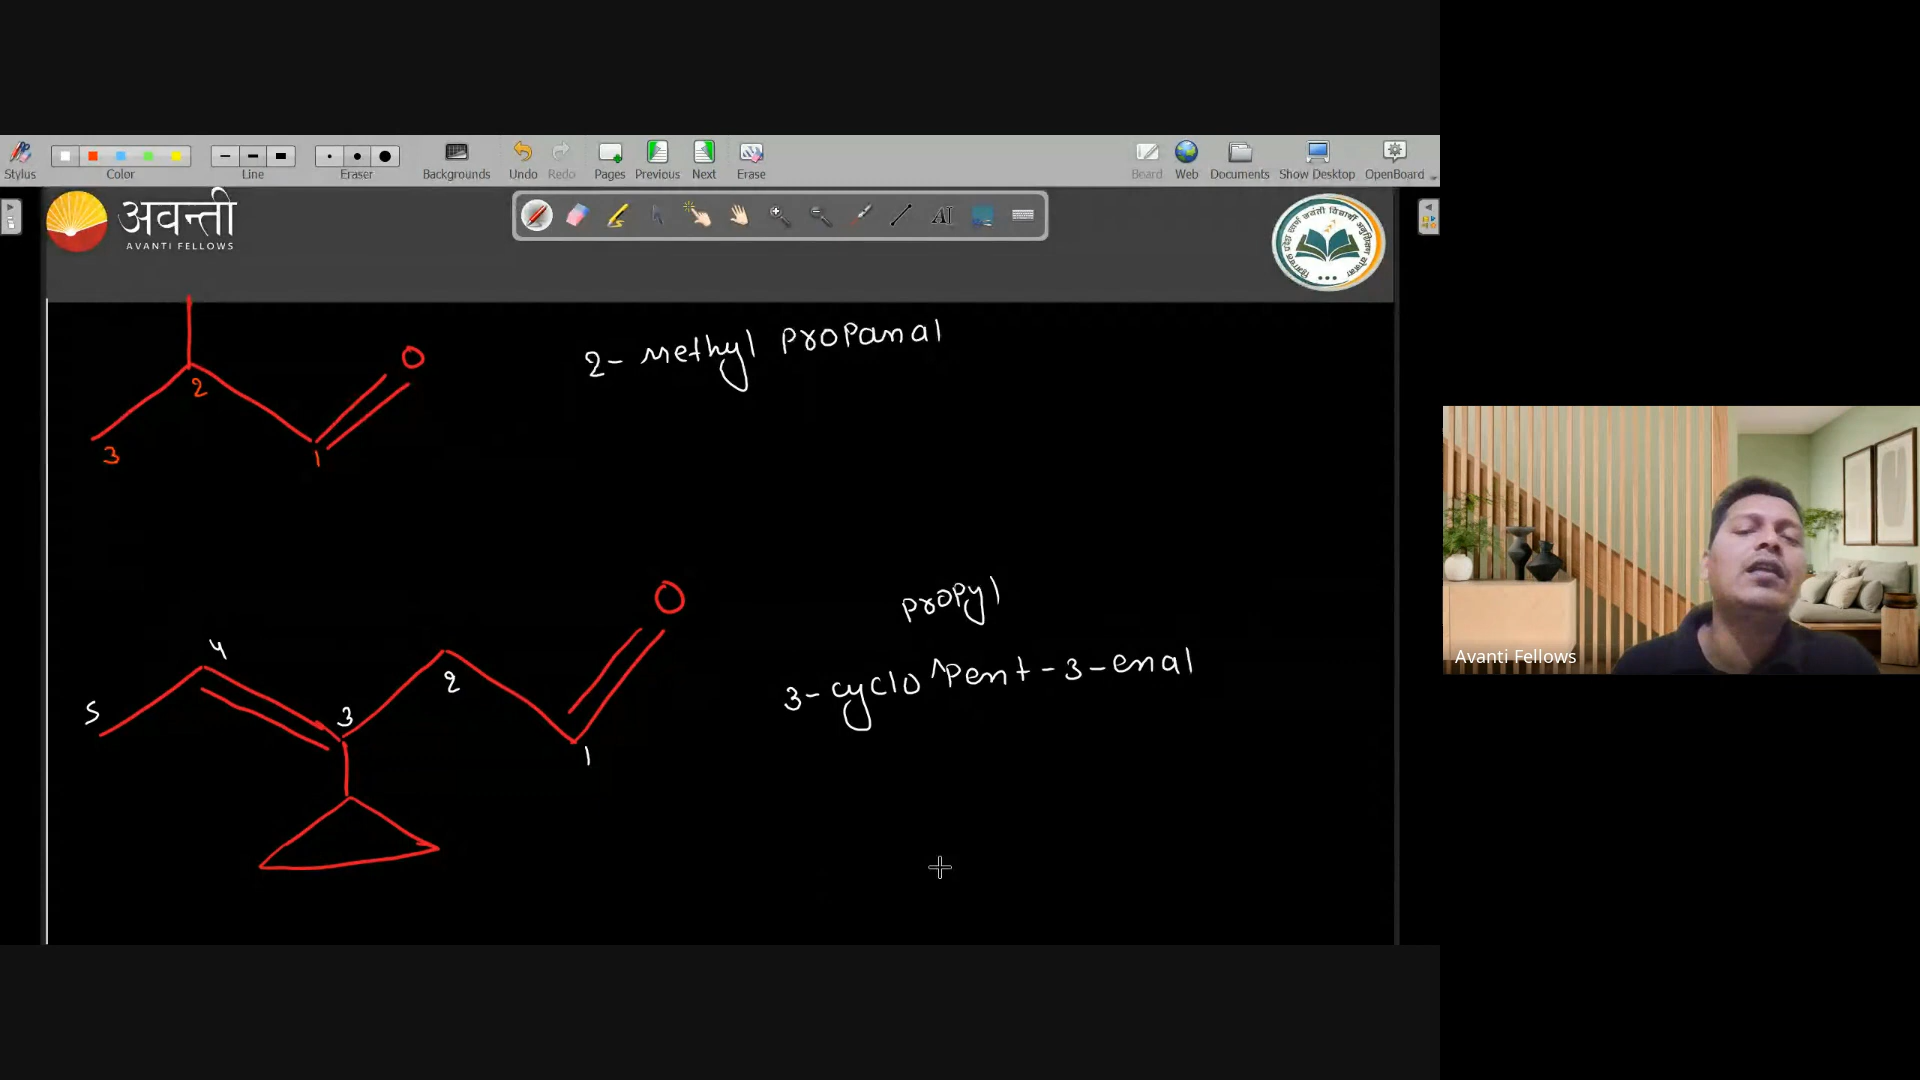 Stylus
Color
Line
Eraser
Backgrounds
Undo
Redo
Pages
Previous
Next
Erase
Board
Web
Documents
Show Desktop
OpenBoard
अवन्ती
AVANTI FELLOWS
O
2
3
1
2- Methyl propanal
O
4
5
3
2
1
propyl
3-cyclo ^pent-3-enal
Avanti Fellows